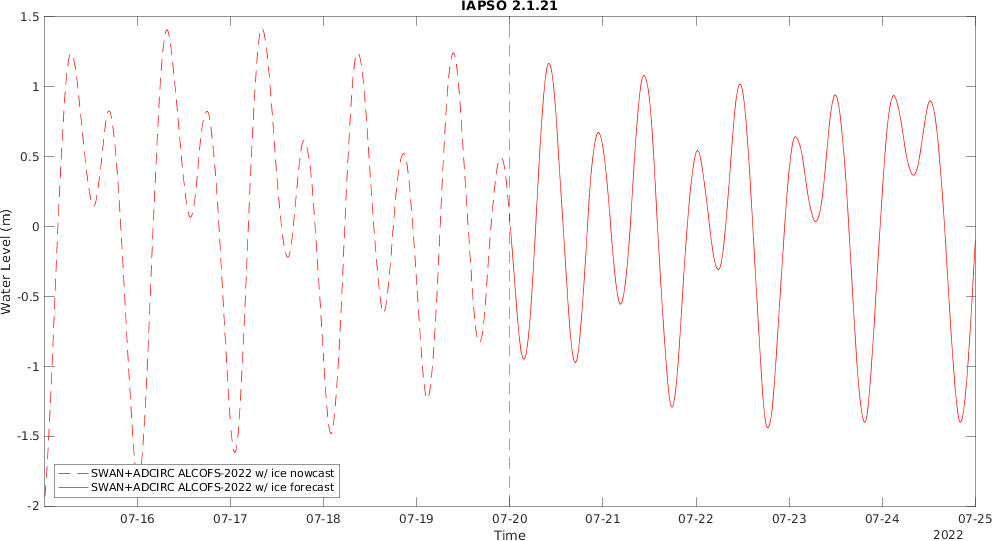 IAPSO 2.1.21
Water Level (m)
1.5
1
0.5
0
-0.5
-1
-1.5
-2
SWAN+ADCIRC ALCOFS-2022 w/ ice nowcast
SWAN+ADCIRC ALCOFS-2022 w/ ice forecast
07-16 07-17 07-18 07-19 07-20 07-21 07-22 07-23 07-24 07-25
Time
2022